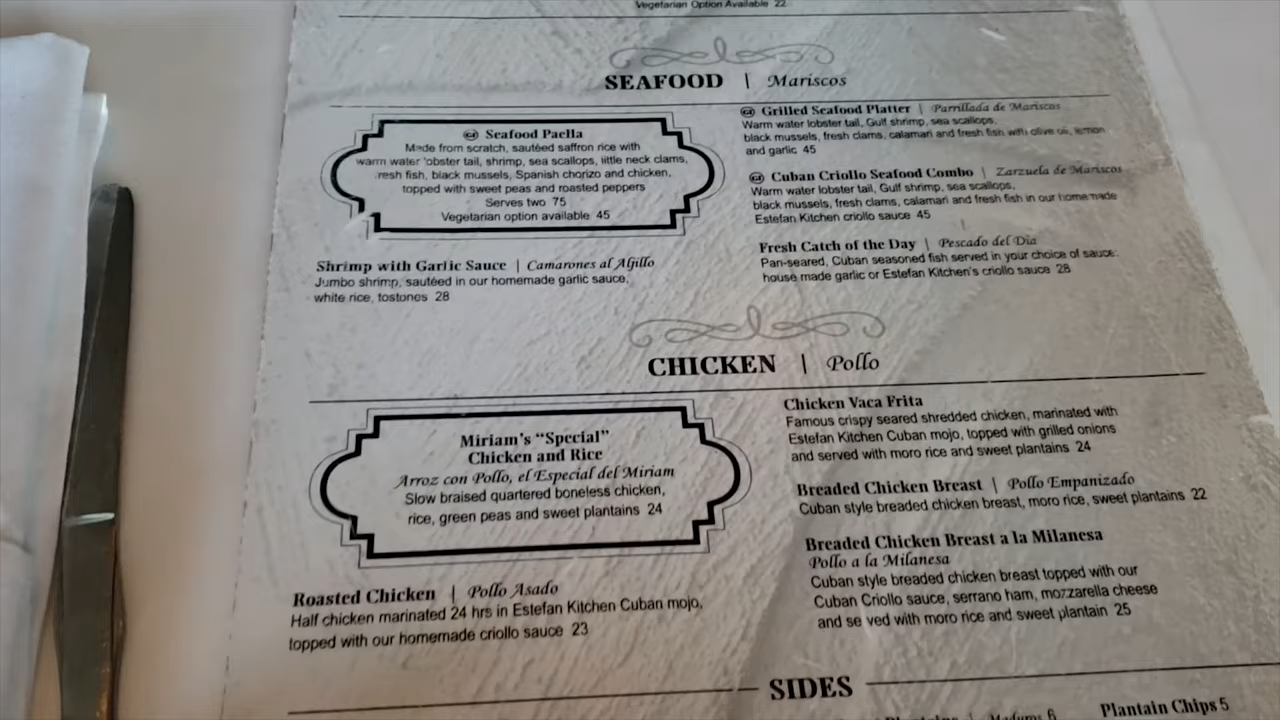 Vegetarian Option Available 22
SEAFOOD | Mariscos
GF Seafood Paella
Made from scratch, sautéed saffron rice with
warm water lobster tail, shrimp, sea scallops, little neck clams,
fresh fish, black mussels, Spanish chorizo and chicken,
topped with sweet peas and roasted peppers
Serves two 75
Vegetarian option available 45
Shrimp with Garlic Sauce | Camarones al Ajillo
Jumbo shrimp, sautéed in our homemade garlic sauce,
white rice, tostones 28
GF Grilled Seafood Platter | Parrillada de Mariscos
Warm water lobster tail, Gulf shrimp, sea scallops,
black mussels, fresh clams, calamari and fresh fish with olive oil, lemon
and garlic 45
GF Cuban Criollo Seafood Combo | Zarzuela de Mariscos
Warm water lobster tail, Gulf shrimp, sea scallops,
black mussels, fresh clams, calamari and fresh fish in our homemade
Estefan Kitchen criollo sauce 45
Fresh Catch of the Day | Pescado del Dia
Pan-seared, Cuban seasoned fish served in your choice of sauce:
house made garlic or Estefan Kitchen's criollo sauce 28
CHICKEN | Pollo
Miriam's "Special"
Chicken and Rice
Arroz con Pollo, el Especial del Miriam
Slow braised quartered boneless chicken,
rice, green peas and sweet plantains 24
Roasted Chicken | Pollo Asado
Half chicken marinated 24 hrs in Estefan Kitchen Cuban mojo,
topped with our homemade criollo sauce 23
Chicken Vaca Frita
Famous crispy seared shredded chicken, marinated with
Estefan Kitchen Cuban mojo, topped with grilled onions
and served with moro rice and sweet plantains 24
Breaded Chicken Breast | Pollo Empanizado
Cuban style breaded chicken breast, moro rice, sweet plantains 22
Breaded Chicken Breast a la Milanesa
Pollo a la Milanesa
Cuban style breaded chicken breast topped with our
Cuban Criollo sauce, serrano ham, mozzarella cheese
and se ved with moro rice and sweet plantain 25
SIDES
Maduros 6
Plantain Chips 5